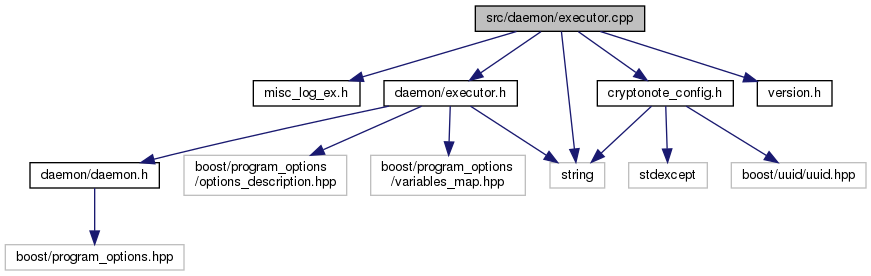 src/daemon/executor.cpp
misc_log_ex.h
daemon/executor.h
cryptonote_config.h
version.h
daemon/daemon.h
boost/program_options
/options_description.hpp
boost/program_options
/variables_map.hpp
string
stdexcept
boost/uuid/uuid.hpp
boost/program_options.hpp